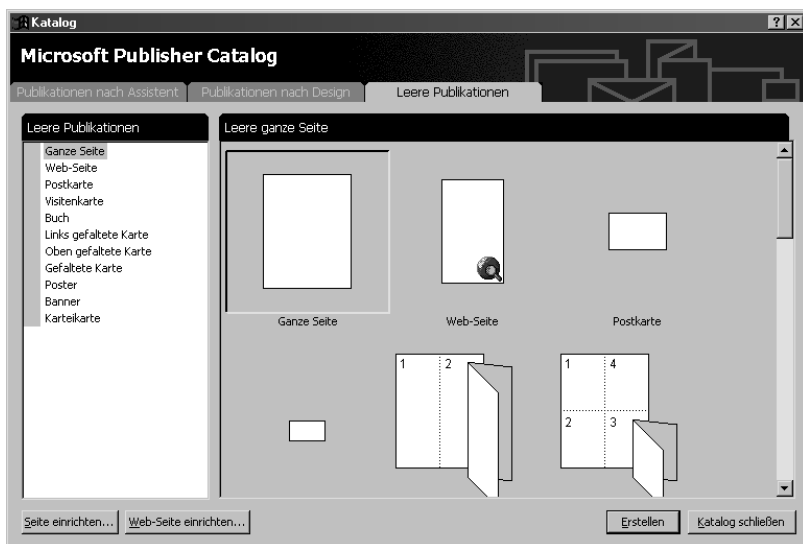 Katalog
Microsoft Publisher Catalog
Publikationen nach Assistent
Publikationen nach Design
Leere Publikationen
Leere Publikationen
Ganze Seite
Web-Seite
Postkarte
Visitenkarte
Buch
Links gefaltete Karte
Oben gefaltete Karte
Gefaltete Karte
Poster
Banner
Karteikarte
Leere ganze Seite
Ganze Seite
Web-Seite
Postkarte
1 2
1 4
2 3
Seite einrichten...
Web-Seite einrichten...
Erstellen
Katalog schließen